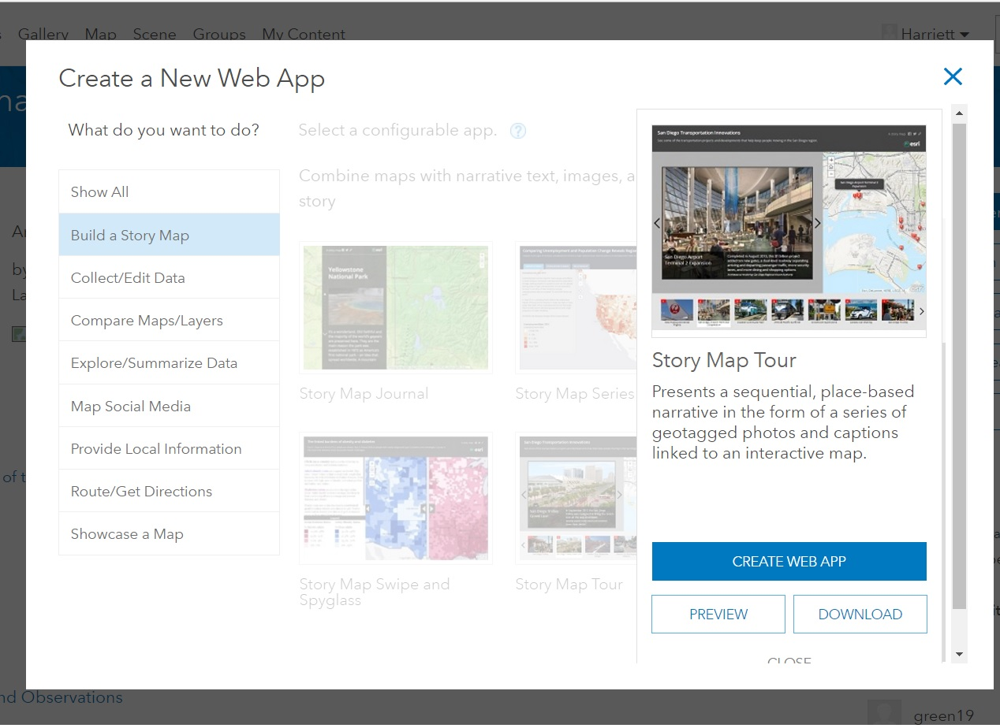 Gallery Map Scene Groups My Content
Harriett
Create a New Web App
What do you want to do?
Show All
Build a Story Map
Collect/Edit Data
Compare Maps/Layers
Explore/Summarize Data
Map Social Media
Provide Local Information
Route/Get Directions
Showcase a Map
Select a configurable app. ?
Combine maps with narrative text, images, a
story
Yellowstone
National Park
Story Map Journal
Story Map Series
Story Map Swipe and
Spyglass
Story Map Tour
San Diego Transportation Innovations
esri
San Diego Airport
Terminal 2 Expansion
Story Map Tour
Presents a sequential, place-based
narrative in the form of a series of
geotagged photos and captions
linked to an interactive map.
CREATE WEB APP
PREVIEW
DOWNLOAD
CLOSE
by
of t
nd Observations
green19